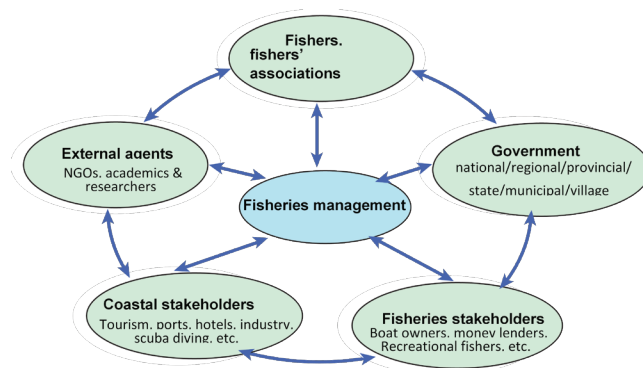 Fishers.
fishers'
associations
External agents
NGOs. academics &
researchers
Government
national/regional/provincial/
state/municipal/village
Fisheries management
Coastal stakeholders
Tourism. ports. hotels. industry.
scuba diving. etc.
Fisheries stakeholders
Boat owners. money lenders.
Recreational fishers. etc.